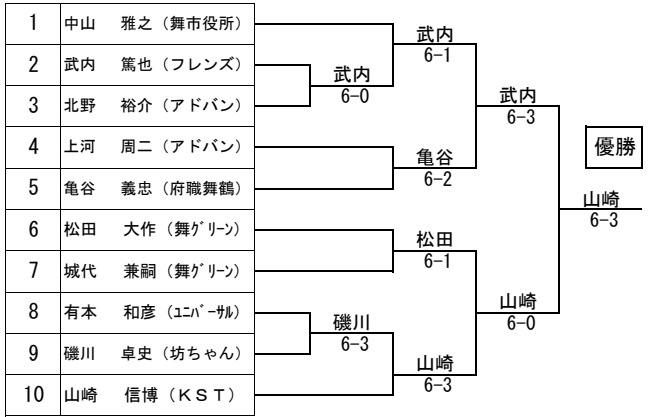 1 中山 雅之（舞市役所）
2 武内 篤也（フレンズ）
3 北野 裕介（アドバン）
4 上河 周二（アドバン）
5 亀谷 義忠（府職舞鶴）
6 松田 大作（舞ｸﾞﾘｰﾝ）
7 城代 兼嗣（舞ｸﾞﾘｰﾝ）
8 有本 和彦（ﾕﾆﾊﾞｰｻﾙ）
9 磯川 卓史（坊ちゃん）
10 山崎 信博（ＫＳＴ）
武内
6-0
磯川
6-3
武内
6-1
亀谷
6-2
松田
6-1
山崎
6-3
武内
6-3
山崎
6-0
優勝
山崎
6-3